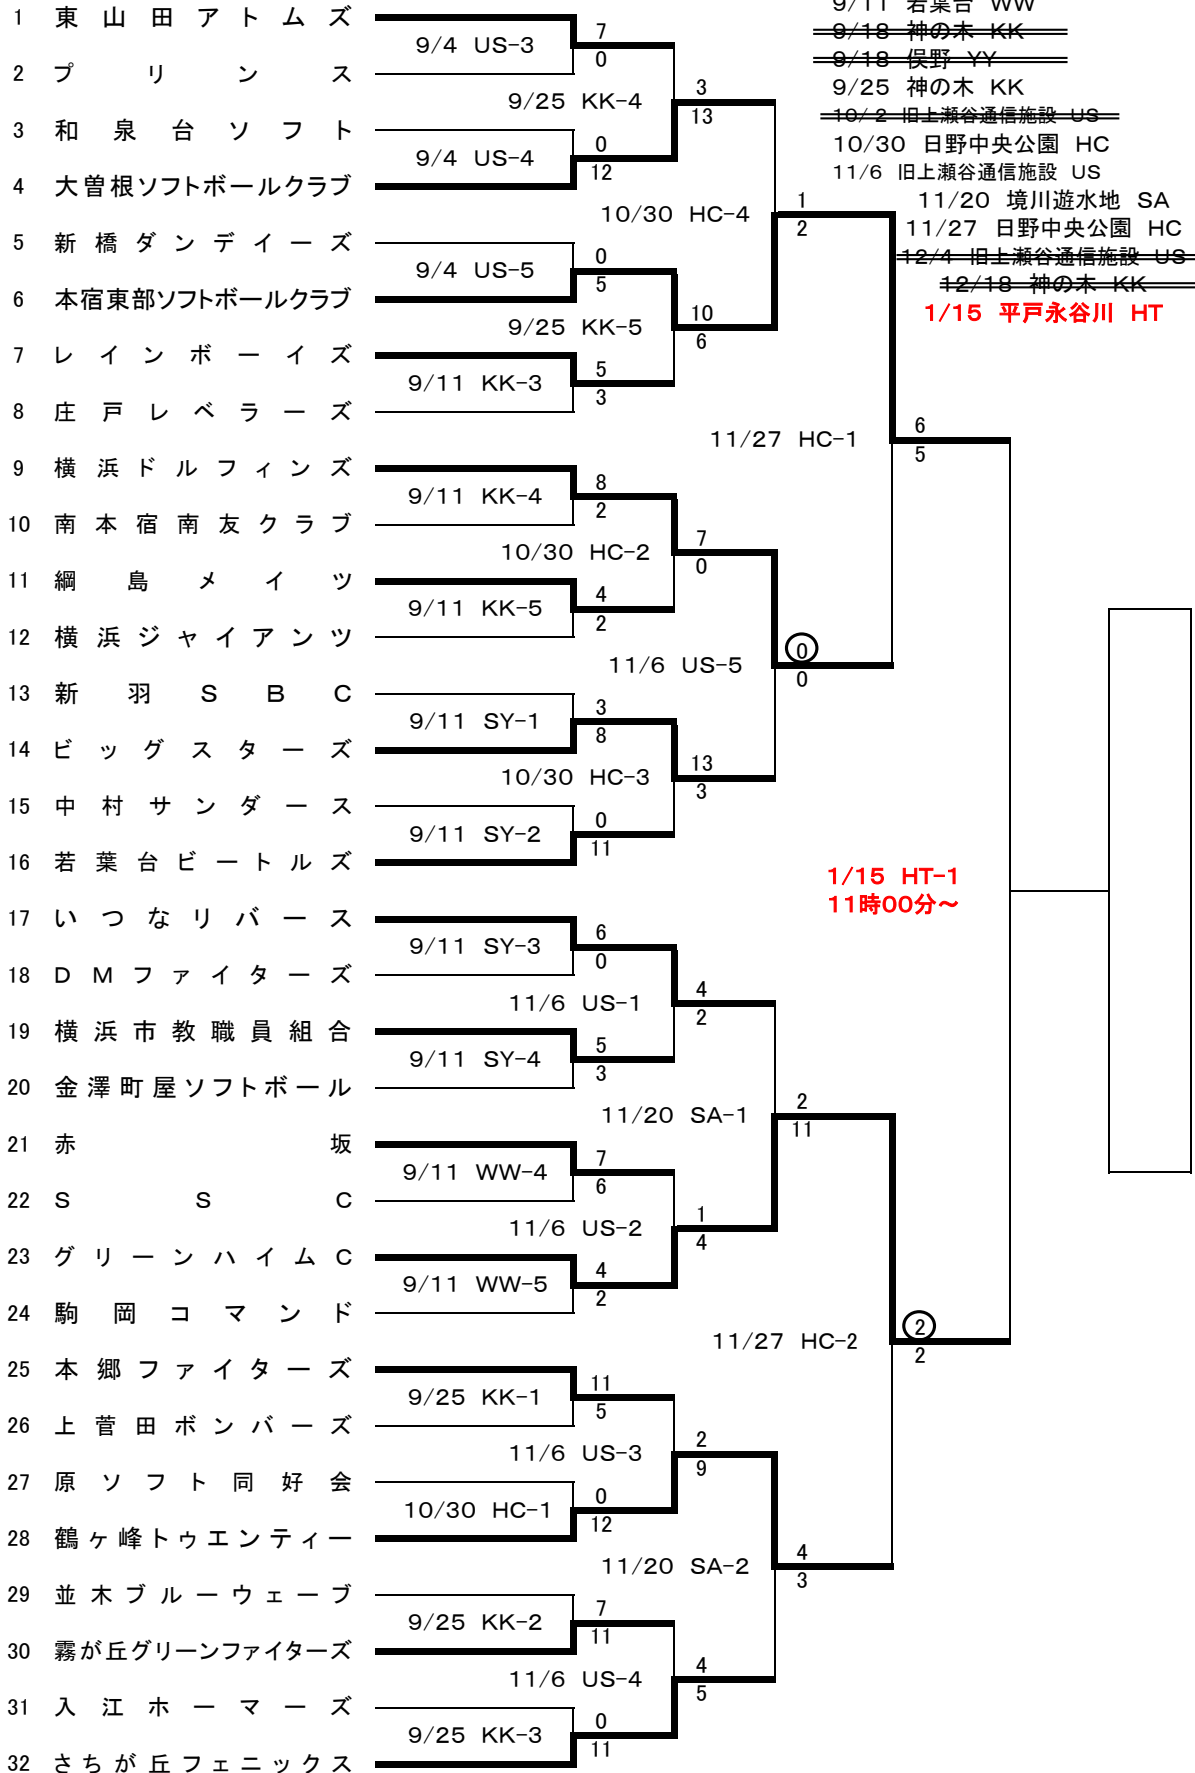 9/11 若葉台 WW
9/18 神の木 KK
9/18 俣野 YY
9/25 神の木 KK
10/2 旧上瀬谷通信施設 US
10/30 日野中央公園 HC
11/6 旧上瀬谷通信施設 US
11/20 境川遊水地 SA
11/27 日野中央公園 HC
12/4 旧上瀬谷通信施設 US
12/18 神の木 KK
1/15 平戸永谷川 HT
1 東山田アトムズ
9/4 US-3
7
0
2 プリンス
9/25 KK-4
3
13
3 和泉台ソフト
9/4 US-4
0
12
4 大曽根ソフトボールクラブ
10/30 HC-4
1
2
5 新橋ダンデイーズ
9/4 US-5
0
5
6 本宿東部ソフトボールクラブ
9/25 KK-5
10
6
7 レインボーイズ
9/11 KK-3
5
3
8 庄戸レベラーズ
11/27 HC-1
6
5
9 横浜ドルフィンズ
9/11 KK-4
8
2
10 南本宿南友クラブ
10/30 HC-2
7
0
11 綱島メイツ
9/11 KK-5
4
2
12 横浜ジャイアンツ
11/6 US-5
0
0
13 新羽SBC
9/11 SY-1
3
8
14 ビッグスターズ
10/30 HC-3
13
3
15 中村サンダース
9/11 SY-2
0
11
16 若葉台ビートルズ
1/15 HT-1
11時00分～
17 いつなリバース
9/11 SY-3
6
0
18 DMファイターズ
11/6 US-1
4
2
19 横浜市教職員組合
9/11 SY-4
5
3
20 金澤町屋ソフトボール
11/20 SA-1
2
11
21 赤坂
9/11 WW-4
7
6
22 SSC
11/6 US-2
1
4
23 グリーンハイムC
9/11 WW-5
4
2
24 駒岡コマンド
11/27 HC-2
2
2
25 本郷ファイターズ
9/25 KK-1
11
5
26 上菅田ボンバーズ
11/6 US-3
2
9
27 原ソフト同好会
10/30 HC-1
0
12
28 鶴ヶ峰トゥエンティー
11/20 SA-2
4
3
29 並木ブルーウェーブ
9/25 KK-2
7
11
30 霧が丘グリーンファイターズ
11/6 US-4
4
5
31 入江ホーマーズ
9/25 KK-3
0
11
32 さちが丘フェニックス